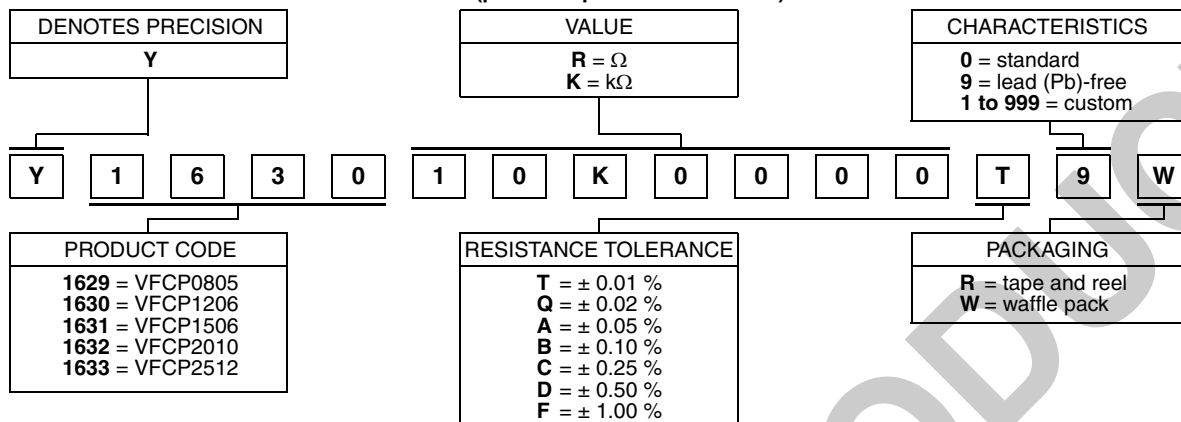 DENOTES PRECISION
Y
VALUE
R = Ω
K = kΩ
CHARACTERISTICS
0 = standard
9 = lead (Pb)-free
1 to 999 = custom
Y 1 6 3 0 1 0 K 0 0 0 0 T 9 W
PRODUCT CODE
1629 = VFCP0805
1630 = VFCP1206
1631 = VFCP1506
1632 = VFCP2010
1633 = VFCP2512
RESISTANCE TOLERANCE
T = ± 0.01 %
Q = ± 0.02 %
A = ± 0.05 %
B = ± 0.10 %
C = ± 0.25 %
D = ± 0.50 %
F = ± 1.00 %
PACKAGING
R = tape and reel
W = waffle pack